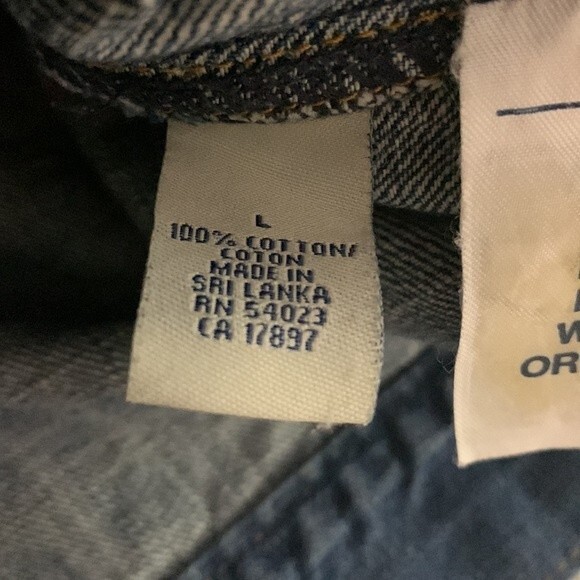 L
100% COTTON/
COTON
MADE IN
SRI LANKA
RN 54023
CA 17897
OR